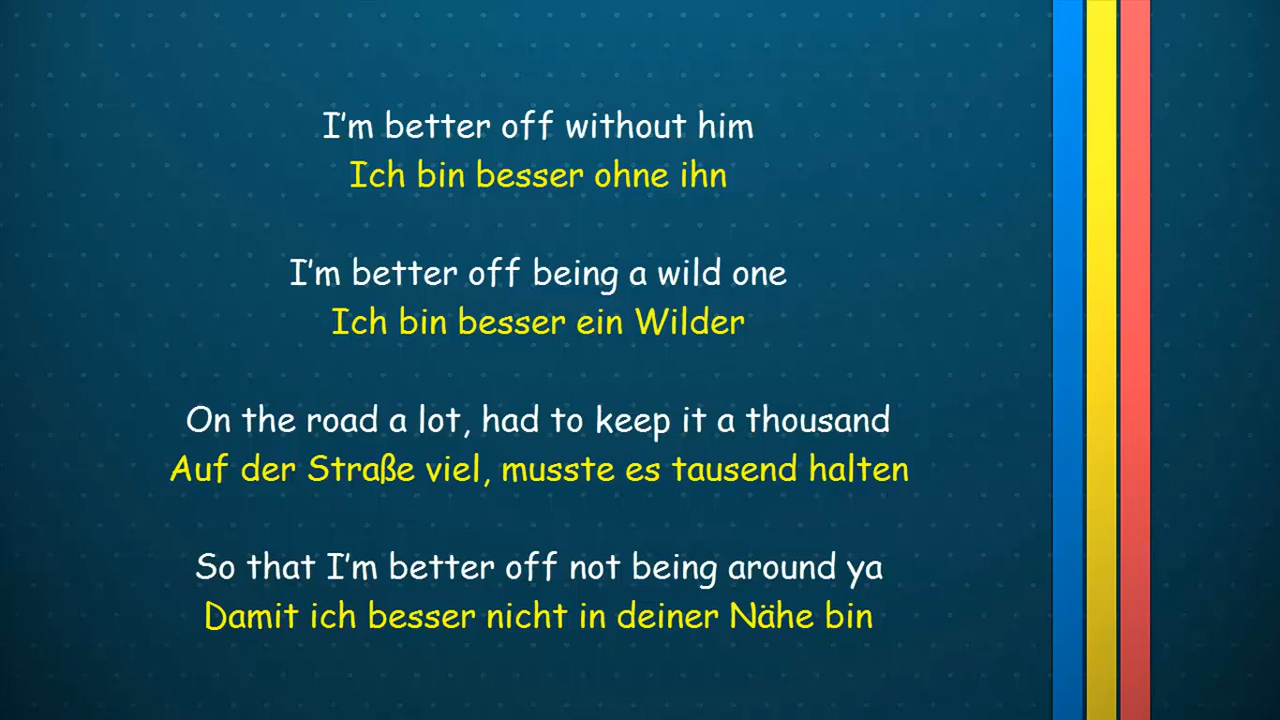 I'm better off without him
Ich bin besser ohne ihn
I'm better off being a wild one
Ich bin besser ein Wilder
On the road a lot, had to keep it a thousand
Auf der Straße viel, musste es tausend halten
So that I'm better off not being around ya
Damit ich besser nicht in deiner Nähe bin